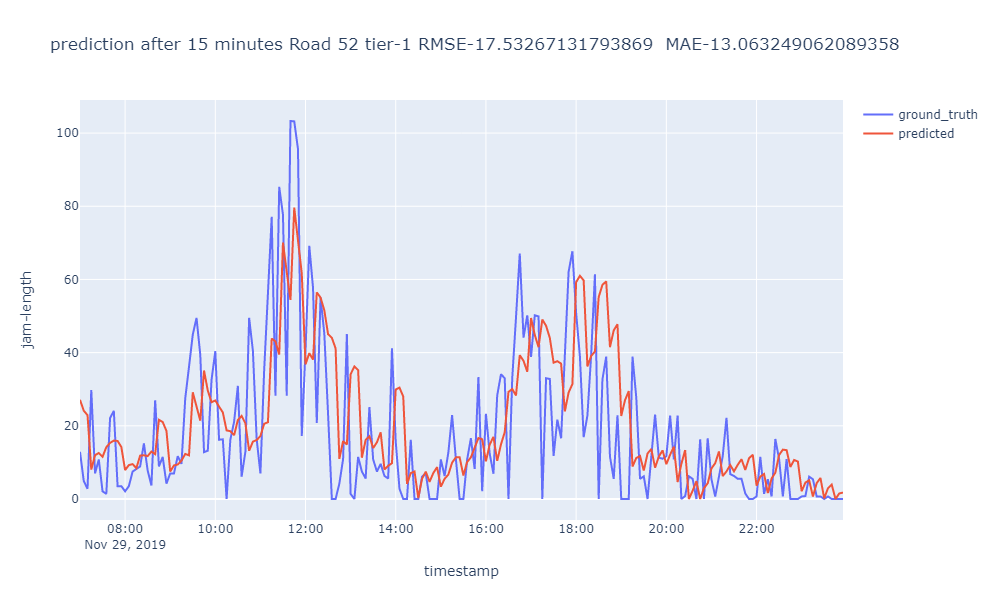 prediction after 15 minutes Road 52 tier-1 RMSE-17.53267131793869  MAE-13.063249062089358
ground_truth
predicted
100
80
60
40
20
0
jam-length
08:00 10:00 12:00 14:00 16:00 18:00 20:00 22:00
Nov 29, 2019
timestamp